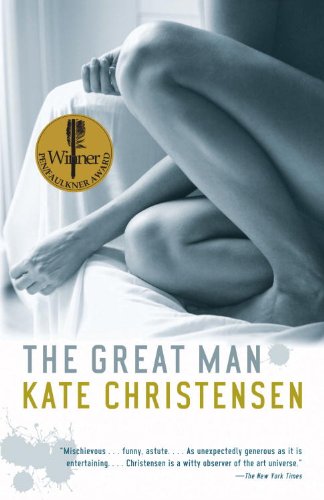 Winner
PEN/FAULKNER AWARD
THE GREAT MAN
KATE CHRISTENSEN
"Mischievous . . . funny, astute. . . . As unexpectedly generous as it is
entertaining. . . . Christensen is a witty observer of the art universe."
—The New York Times